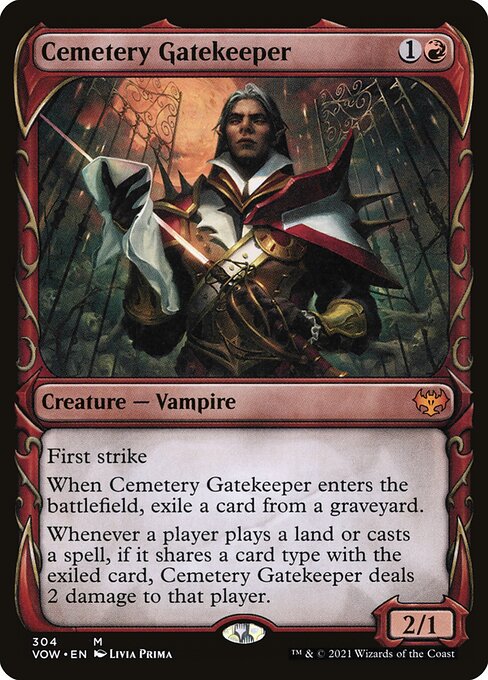 Cemetery Gatekeeper 1
Creature — Vampire
First strike
When Cemetery Gatekeeper enters the
battlefield, exile a card from a graveyard.
Whenever a player plays a land or casts
a spell, if it shares a card type with the
exiled card, Cemetery Gatekeeper deals
2 damage to that player.
2/1
304 M
VOW • EN Livia Prima
™ & © 2021 Wizards of the Coast